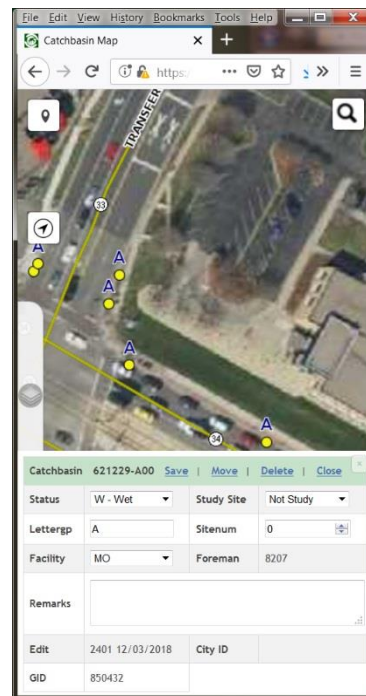 File Edit View History Bookmarks Tools Help
Catchbasin Map
https:
TRANSFER
33
A
A
A
A
34
Catchbasin 621229-A00 Save | Move | Delete | Close
Status W - Wet Study Site Not Study
Lettergp A Sitenum 0
Facility MO Foreman 8207
Remarks
Edit 2401 12/03/2018 City ID
GID 850432